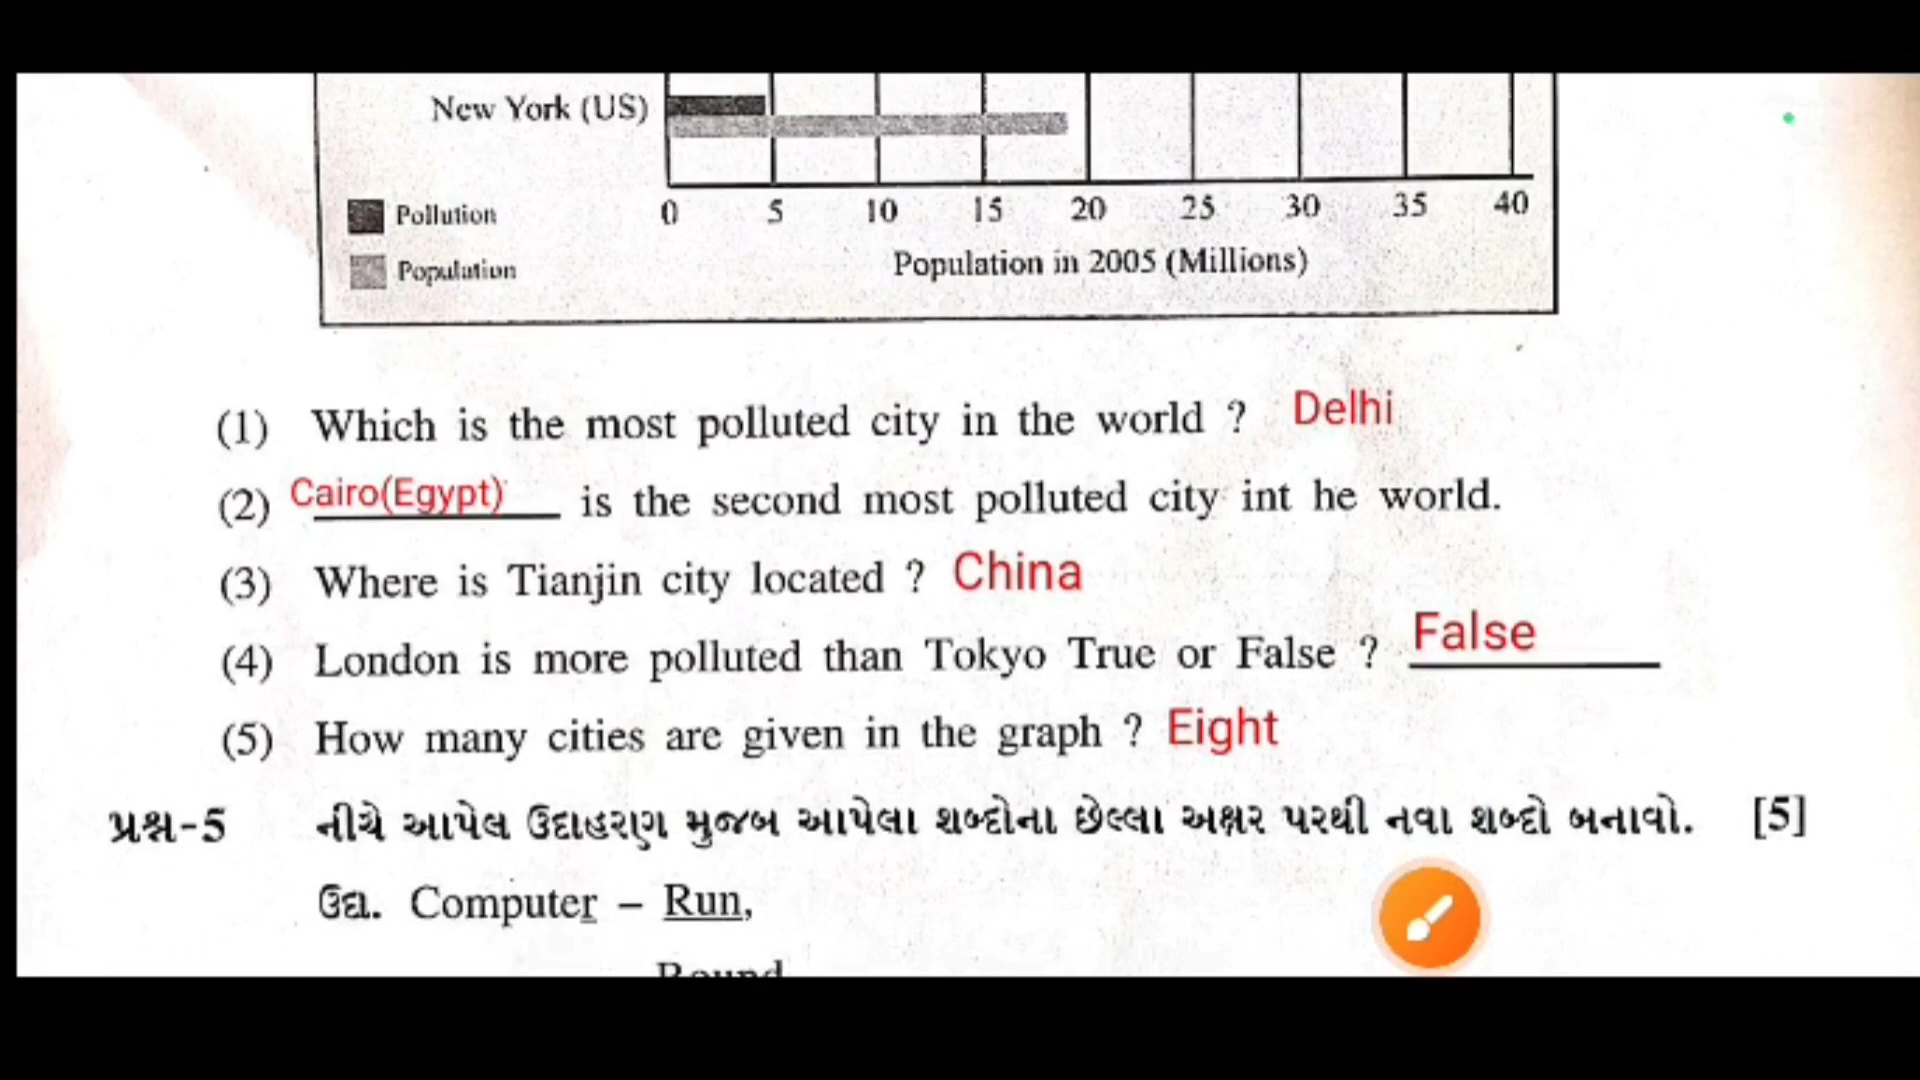 New York (US)
Pollution
0 5 10 15 20 25 30 35 40
Population
Population in 2005 (Millions)
(1) Which is the most polluted city in the world ? Delhi
(2) Cairo(Egypt) is the second most polluted city int he world.
(3) Where is Tianjin city located ? China
(4) London is more polluted than Tokyo True or False ? False
(5) How many cities are given in the graph ? Eight
પ્રશ્ન-5 નીચે આપેલ ઉદાહરણ મુજબ આપેલા શબ્દોના છેલ્લા અક્ષર પરથી નવા શબ્દો બનાવો. [5]
ઉદા. Computer – Run,
Round